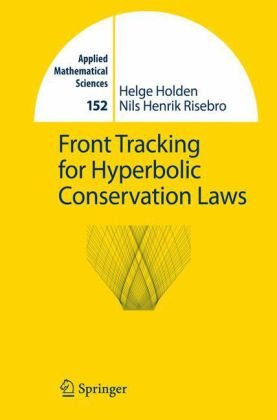 Applied
Mathematical
Sciences
152
Helge Holden
Nils Henrik Risebro
Front Tracking
for Hyperbolic
Conservation Laws
Springer